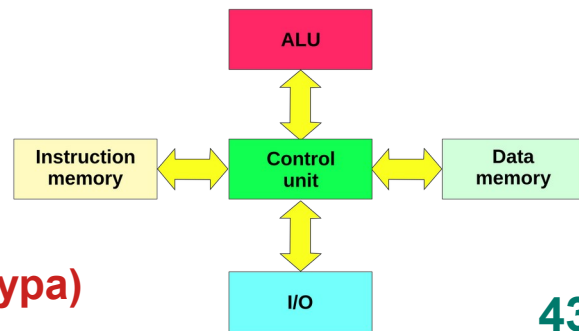 ALU
Instruction
memory
Control
unit
Data
memory
ypa)
I/O
43